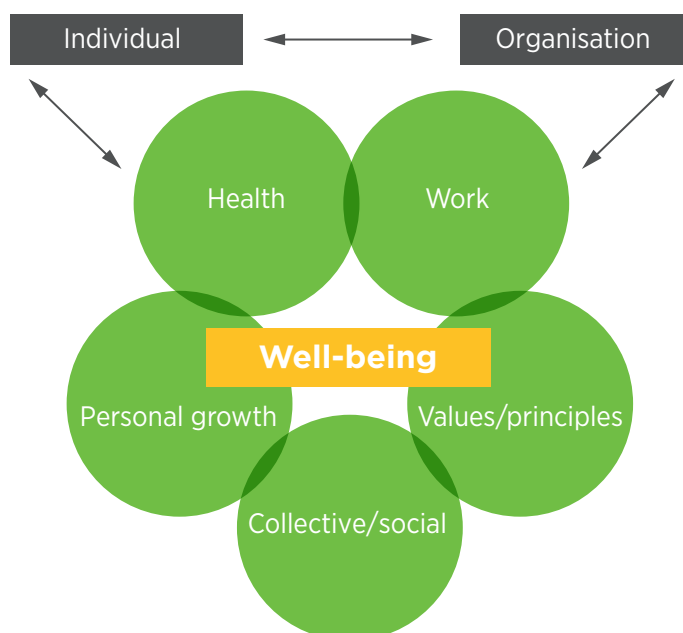 Individual
Organisation
Health
Work
Well-being
Personal growth
Values/principles
Collective/social